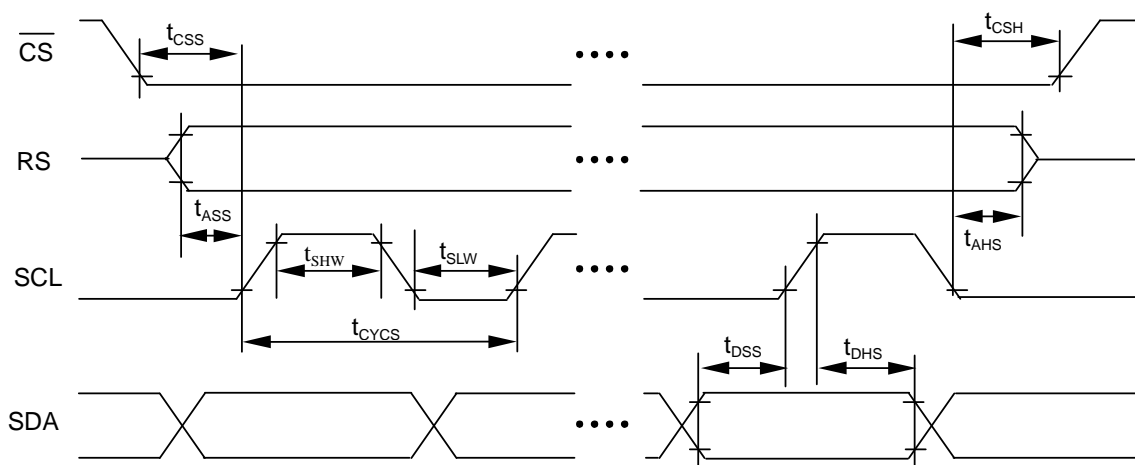 tCSS
tCSH
CS
RS
tASS
tAHS
tSHW
tSLW
SCL
tCYCS
tDSS
tDHS
SDA